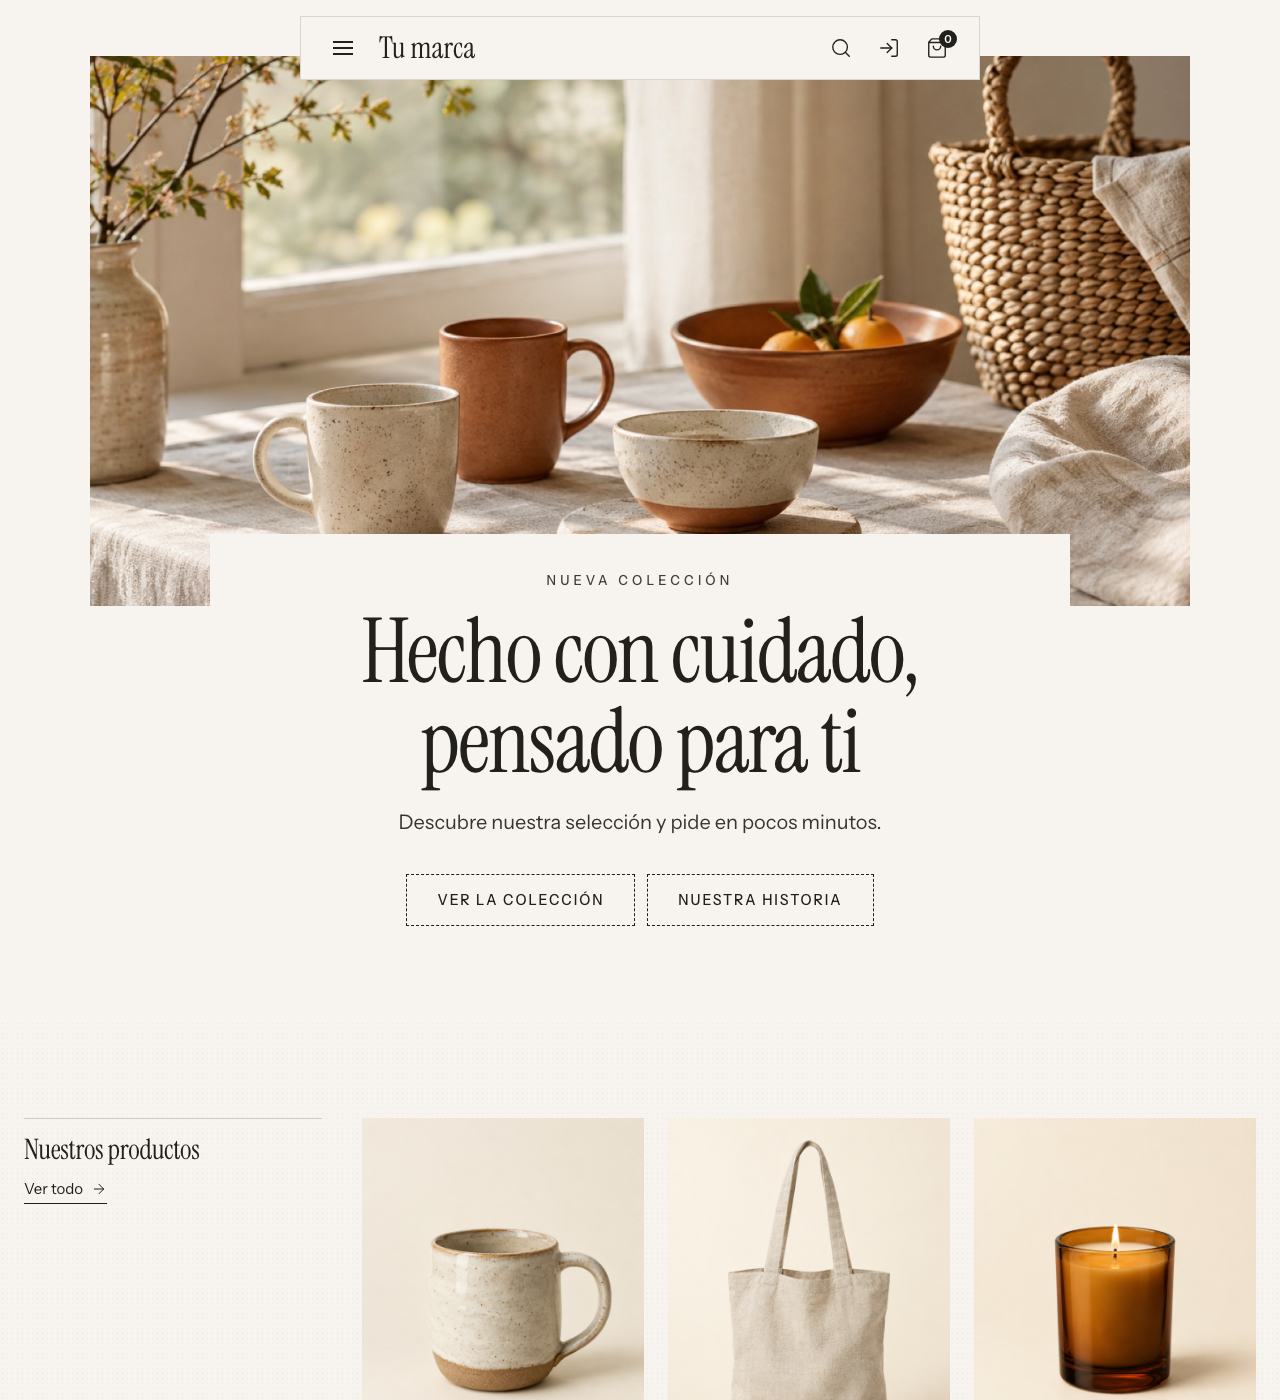 Tu marca
0
NUEVA COLECCIÓN
Hecho con cuidado,
pensado para ti
Descubre nuestra selección y pide en pocos minutos.
VER LA COLECCIÓN
NUESTRA HISTORIA
Nuestros productos
Ver todo